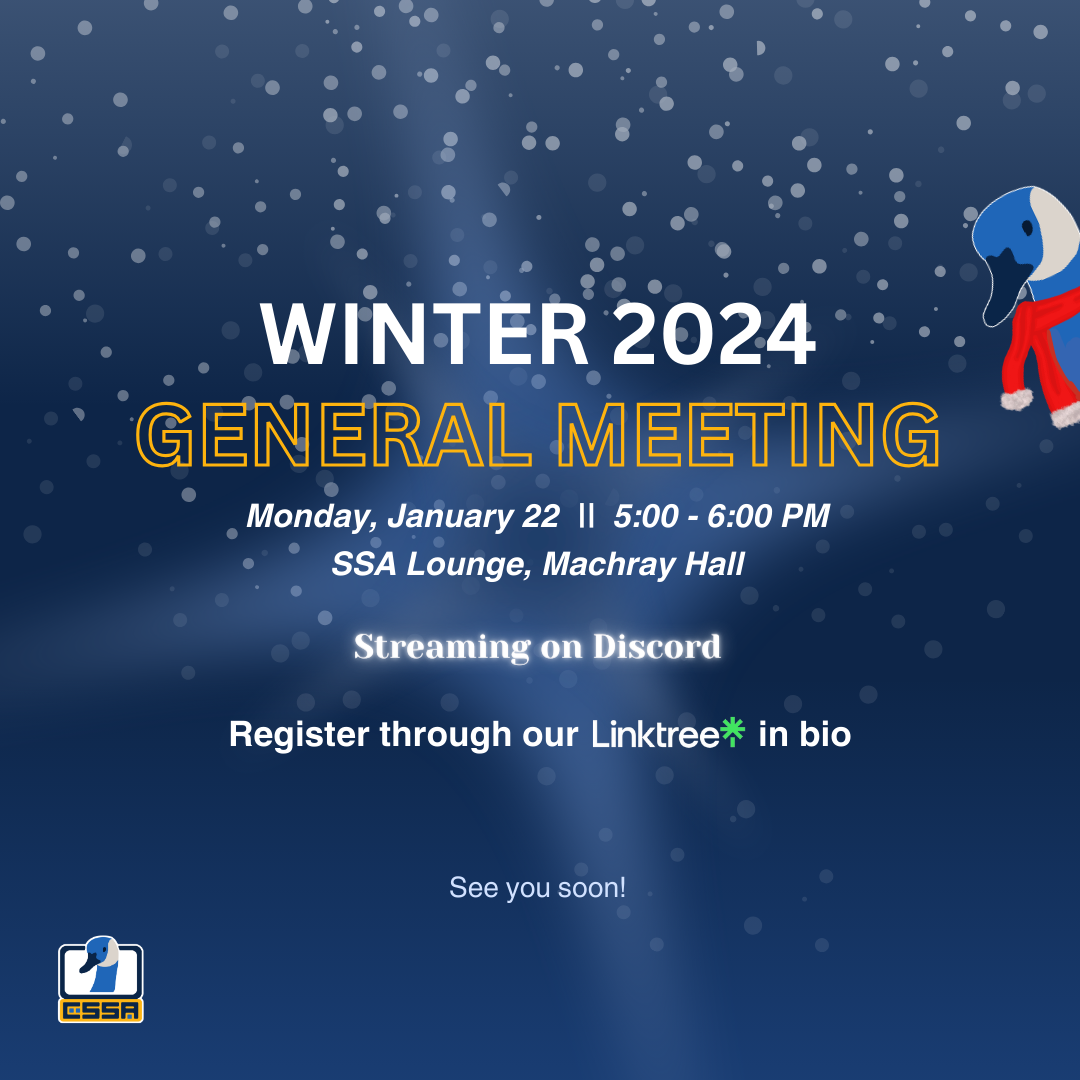 WINTER 2024
GENERAL MEETING
Monday, January 22 || 5:00 - 6:00 PM
SSA Lounge, Machray Hall
Streaming on Discord
Register through our Linktree in bio
See you soon!
CSSA